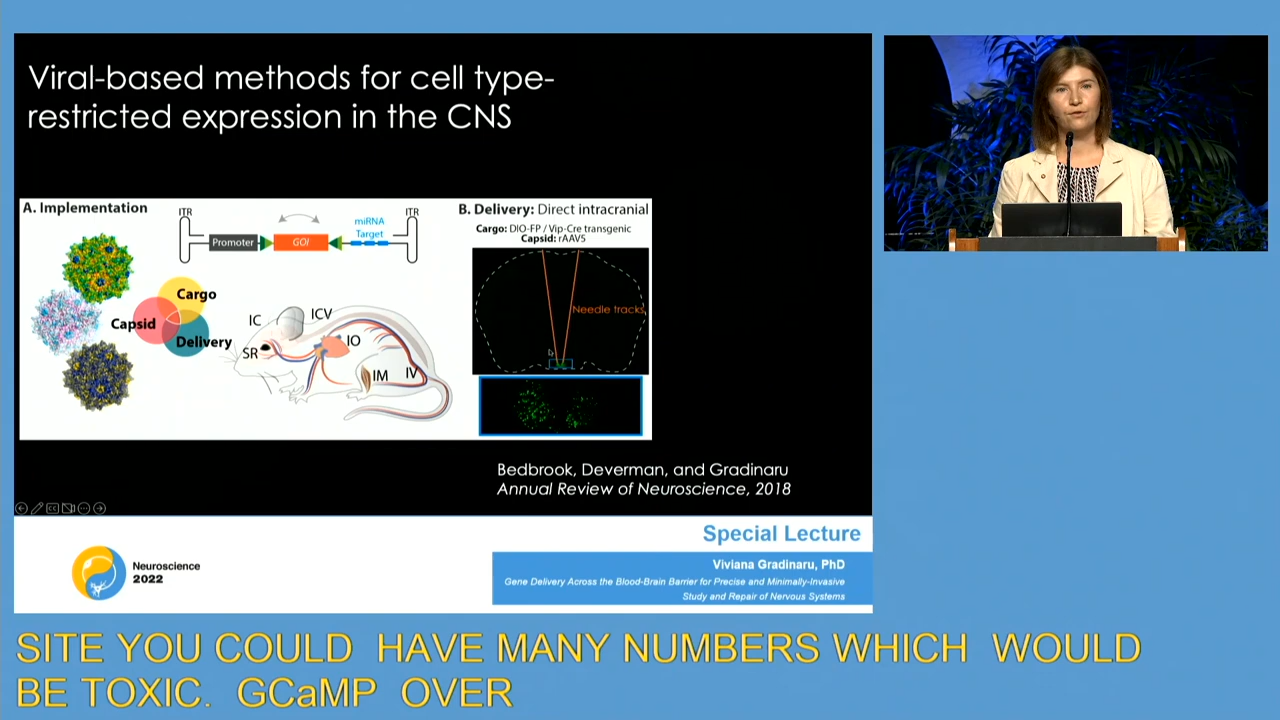 Viral-based methods for cell type-
restricted expression in the CNS
A. Implementation
ITR
ITR
miRNA
Target
Promoter
GOI
Cargo
Capsid
Delivery
IC
ICV
SR
IO
IM
IV
B. Delivery: Direct intracranial
Cargo: DIO-FP / Vip-Cre transgenic
Capsid: rAAV5
Needle tracks
Bedbrook, Deverman, and Gradinaru
Annual Review of Neuroscience, 2018
Special Lecture
Neuroscience
2022
Viviana Gradinaru, PhD
Gene Delivery Across the Blood-Brain Barrier for Precise and Minimally-Invasive
Study and Repair of Nervous Systems
SITE YOU COULD HAVE MANY NUMBERS WHICH WOULD
BE TOXIC. GCaMP OVER